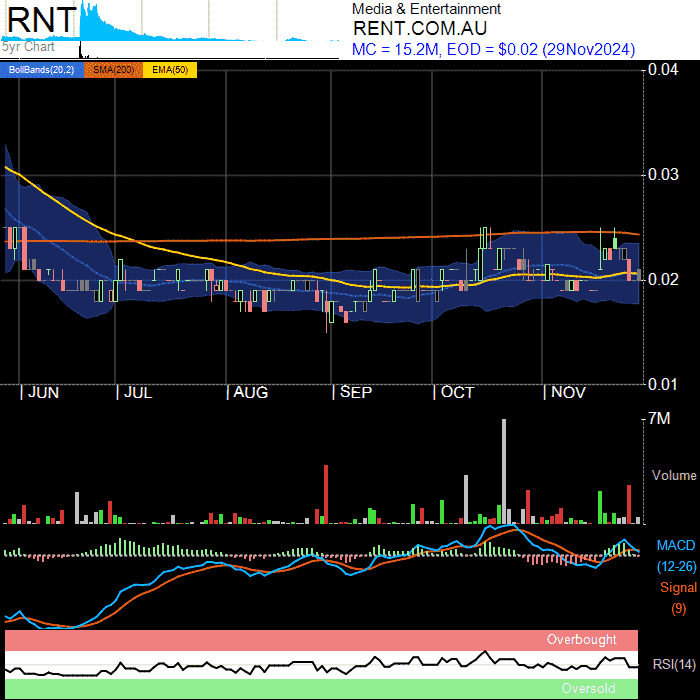 RNT
5yr Chart
Media & Entertainment
RENT.COM.AU
MC = 15.2M, EOD = $0.02 (29Nov2024)
BollBands(20,2) SMA(200) EMA(50)
0.04
0.03
0.02
0.01
JUN JUL AUG SEP OCT NOV
7M
Volume
MACD
(12-26)
Signal
(9)
Overbought
RSI(14)
Oversold